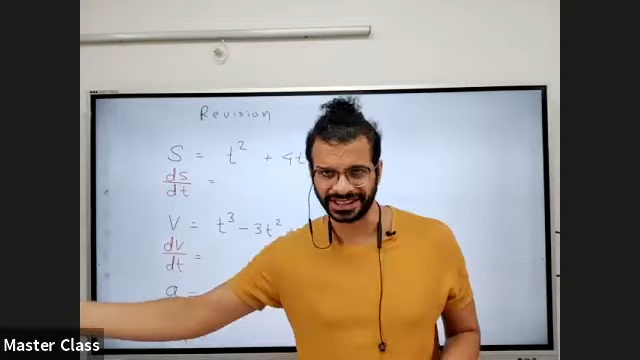 Revision
S = t² + 4t
ds/dt =
V = t³ - 3t²
dv/dt =
a =
Master Class